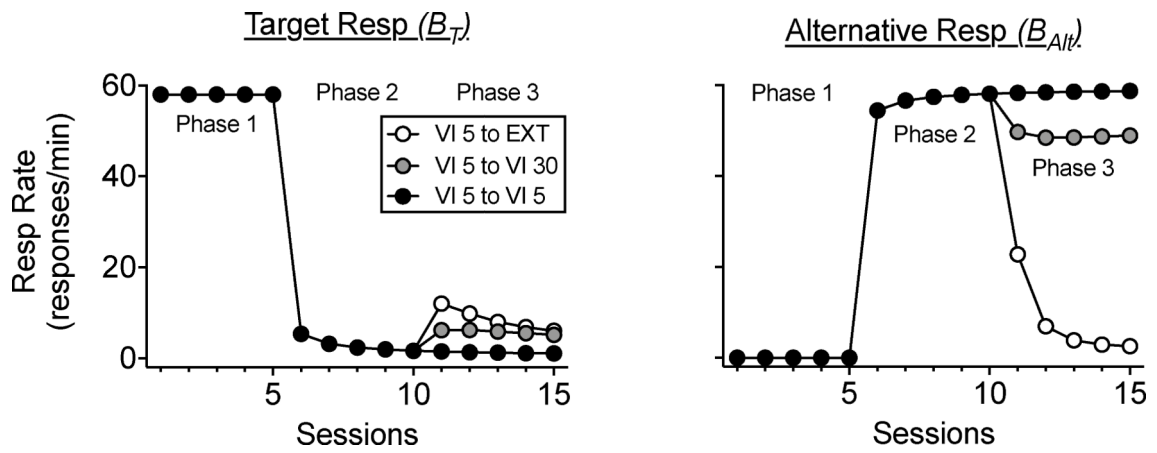 Target Resp (B_T)
Phase 1
Phase 2
Phase 3
VI 5 to EXT
VI 5 to VI 30
VI 5 to VI 5
Resp Rate
(responses/min)
60
40
20
0
5
10
15
Sessions
Alternative Resp (B_Alt)
Phase 1
Phase 2
Phase 3
5
10
15
Sessions